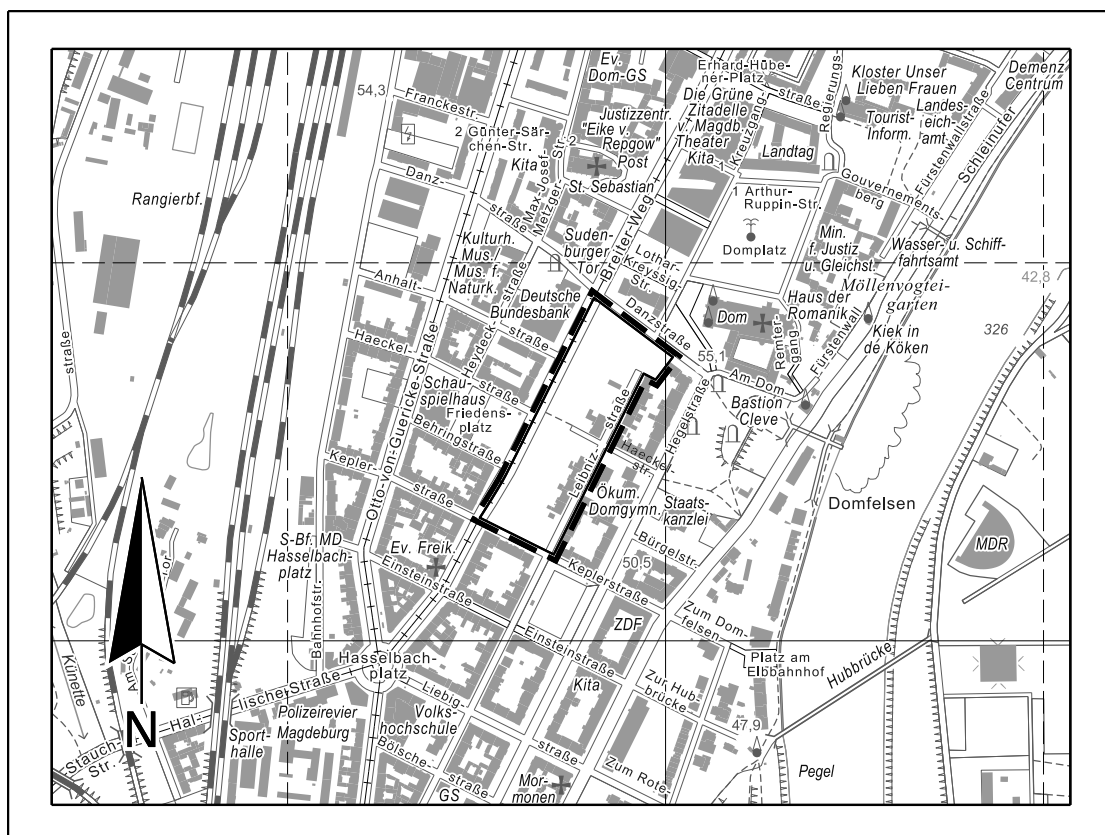 Erhard-Hübe-
ner-Platz
Regierungs-
straße
Demenz
Centrum
Kloster Unser
Lieben Frauen
Landes-
eich-
amt
Tourist-
Inform.
Ev.
Dom-GS
54,3
Franckestr.
Justizzentr.
"Eike v.
Repgow"
Post
2
Die Grüne
Zitadelle
v. Magdb.
Theater
Kita
Kreuzgang-
1
Landtag
Fürstenwallstraße
Schleinufer
2 Günter-Sär-
chen-Str.
Kita
Danz-
straße
Max-Josef-
Metzger-
Str.
St. Sebastian
Rangierbf.
1 Arthur-
Ruppin-Str.
Gouvernements-
berg
Domplatz
Breiter-Weg
Kulturh.
Mus./
Mus. f.
Naturk.
Suden-
burger
Tor
Lothar-
Kreyssig-
Str.
Min.
f. Justiz
u. Gleichst.
Wasser- u. Schiff-
fahrtsamt
Möllenvogtei-
garten
42,8
Anhalt-
straße
Deutsche
Bundesbank
Danzstraße
Dom
Haus der
Romanik
Remter-
gang
Fürstenwall
Kiek in
de Köken
326
straße
Haeckel-
straße
Heydeck-
straße
Otto-von-Guericke-Straße
55,1
Am-Dom
Bastion
Cleve
Schau-
spielhaus/
Friedens-
platz
Behringstraße
Leibniz-
straße
Hegelstraße
Haeckel-
str.
Kepler-
straße
Ökum.
Domgymn.
Staats-
kanzlei
Domfelsen
MDR
S-Bf. MD
Hasselbach-
platz
Ev. Freik.
Einsteinstraße
Bürgelstr.
50,5
Keplerstraße
Bahnhofstr.
ZDF
Zum Dom-
felsen
Einsteinstraße
Hasselbach-
platz
Platz am
Elbbahnhof
Hubbrücke
Künette
N
Hal-
lischer Straße
Liebig-
straße
Kita
Zur Hub-
brücke
Polizeirevier
Magdeburg
Volks-
hochschule
47,9
Stauch-
Str.
Sport-
halle
Bölsche-
straße
GS
Mor-
monen
Zum Rote-
Pegel